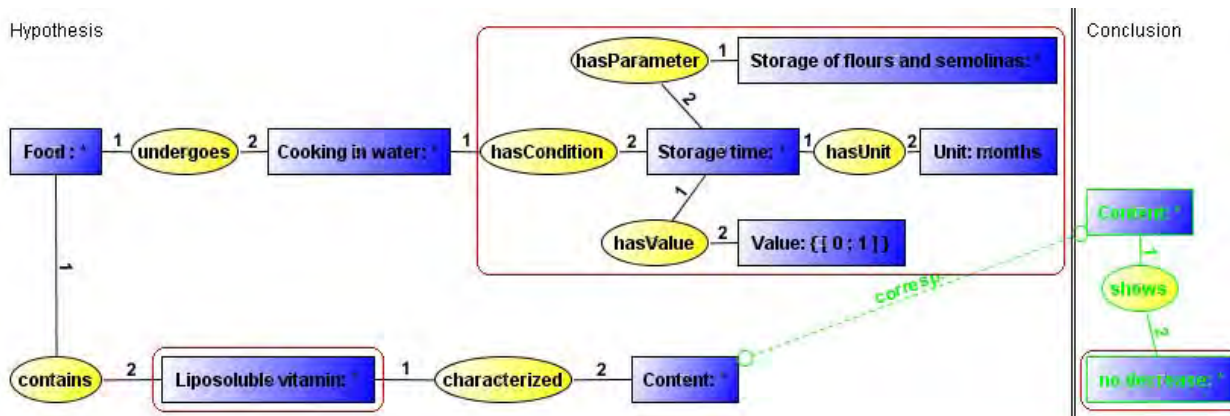 Hypothesis
Conclusion
hasParameter
1
Storage of flours and semolinas: *
2
Food : *
1
undergoes
2
Cooking in water: *
1
hasCondition
2
Storage time: *
1
hasUnit
2
Unit: months
1
hasValue
2
Value: { [ 0 ; 1 ] }
Content: *
1
shows
2
no decrease: *
corresp.
1
contains
2
Liposoluble vitamin: *
1
characterized
2
Content: *